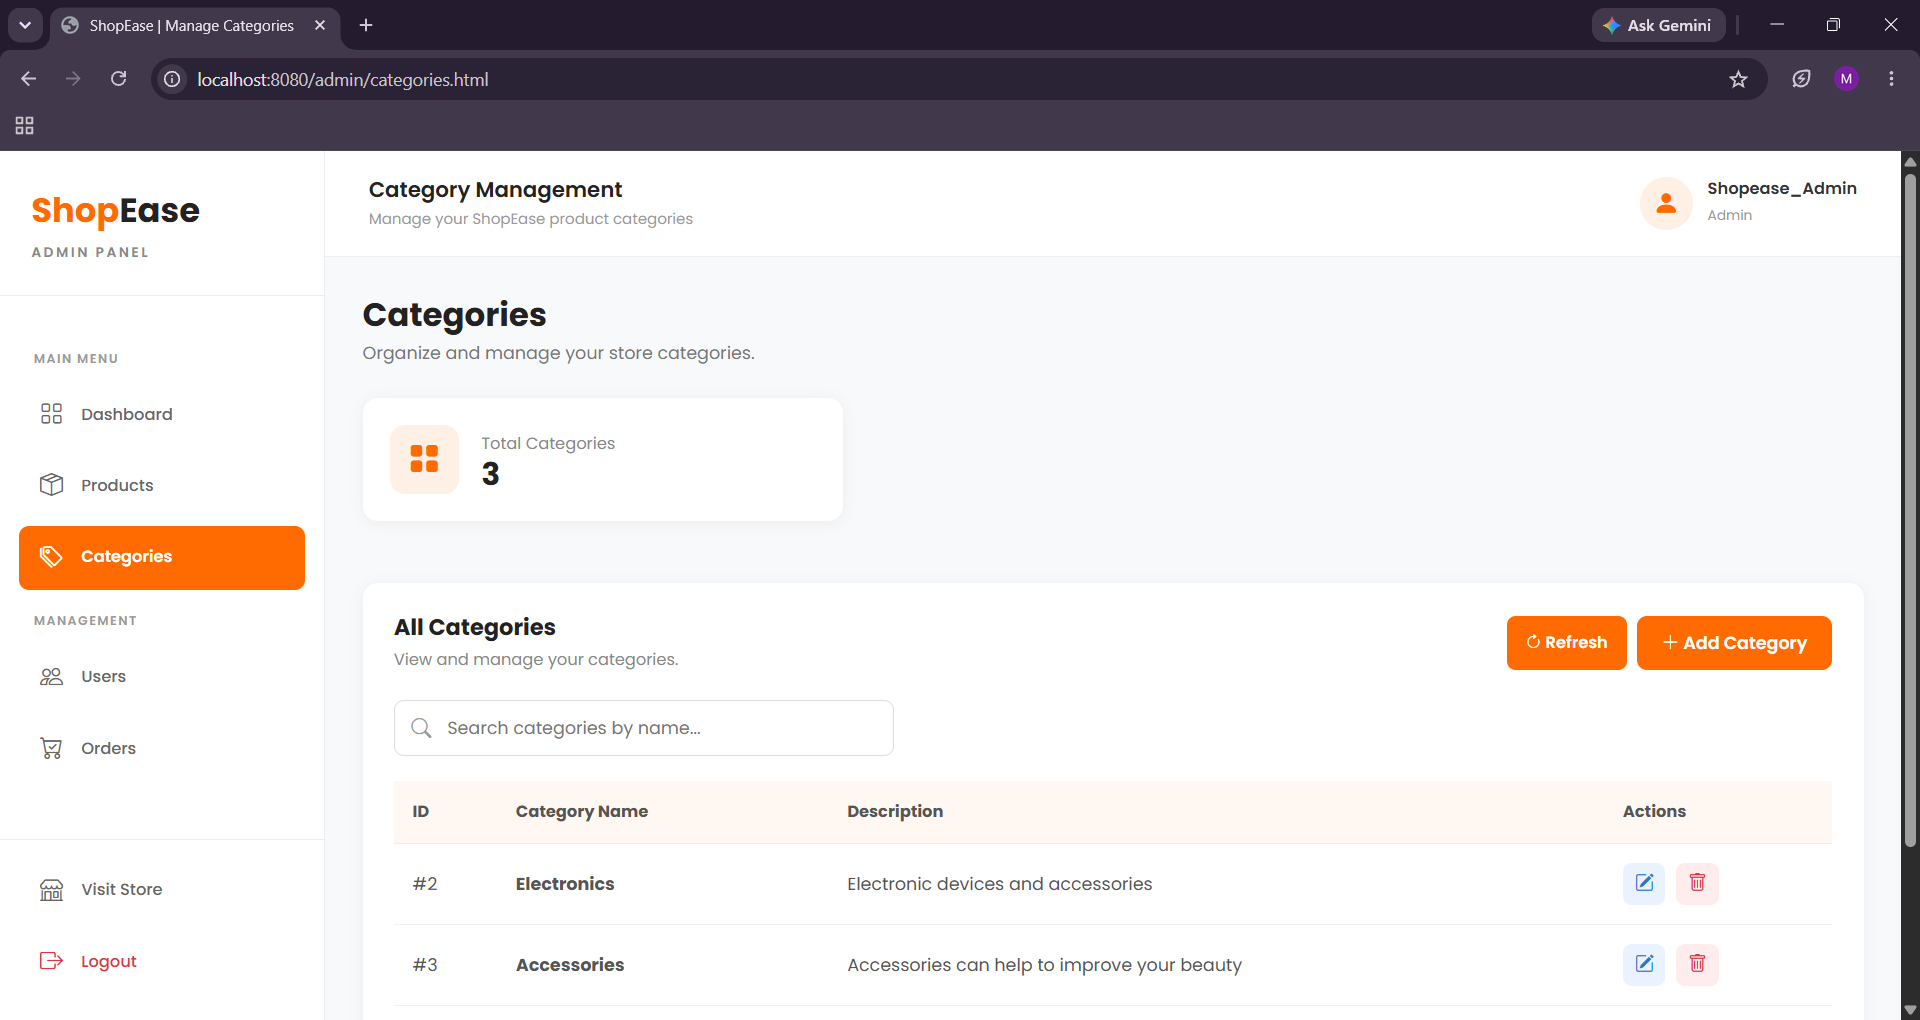 ShopEase | Manage Categories
Ask Gemini
localhost:8080/admin/categories.html
M
ShopEase
ADMIN PANEL
MAIN MENU
Dashboard
Products
Categories
MANAGEMENT
Users
Orders
Visit Store
Logout
Category Management
Manage your ShopEase product categories
Shopease_Admin
Admin
Categories
Organize and manage your store categories.
Total Categories
3
All Categories
View and manage your categories.
Refresh
Add Category
Search categories by name...
ID Category Name Description Actions
#2 Electronics Electronic devices and accessories
#3 Accessories Accessories can help to improve your beauty